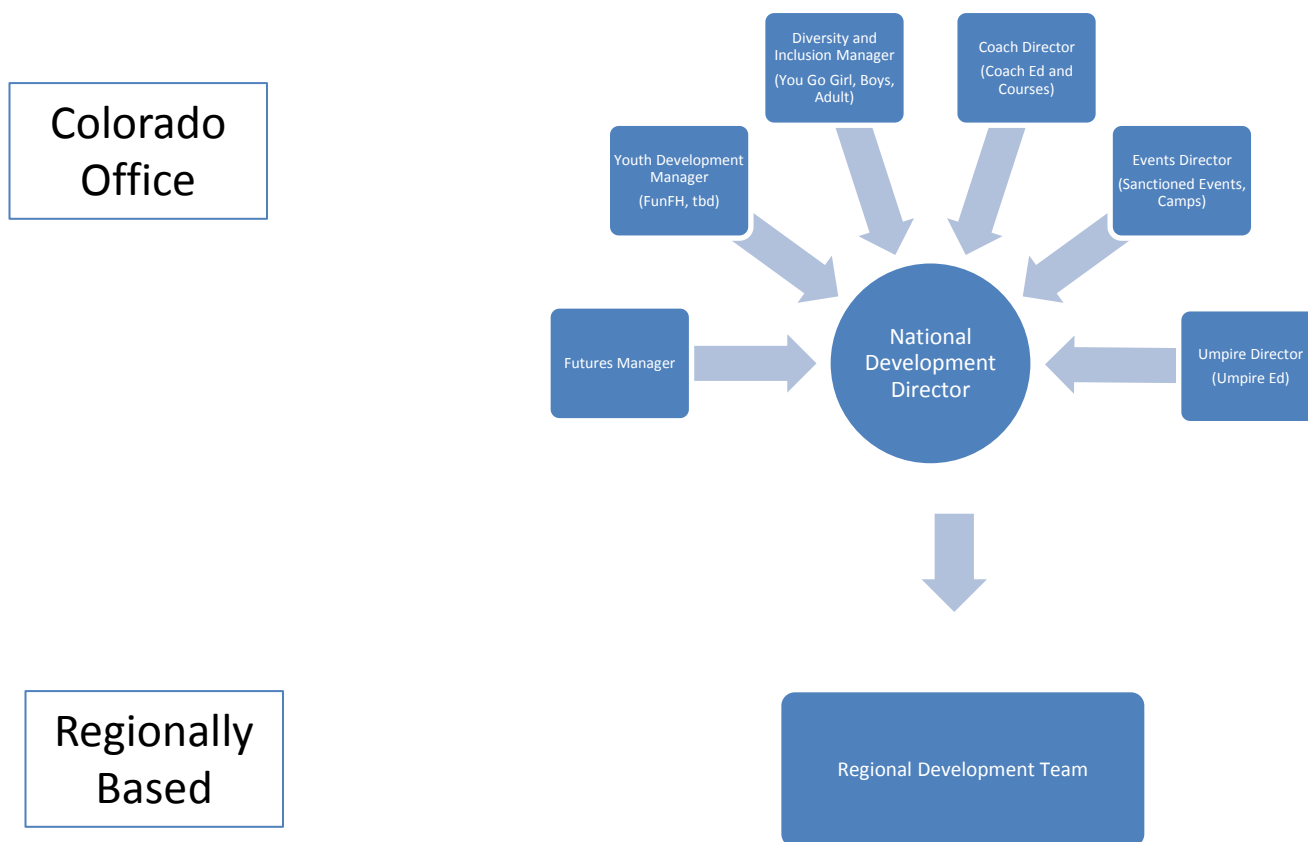 Colorado
Office
Diversity and
Inclusion Manager
(You Go Girl, Boys,
Adult)
Coach Director
(Coach Ed and
Courses)
Youth Development
Manager
(FunFH, tbd)
Events Director
(Sanctioned Events,
Camps)
Futures Manager
National
Development
Director
Umpire Director
(Umpire Ed)
Regionally
Based
Regional Development Team